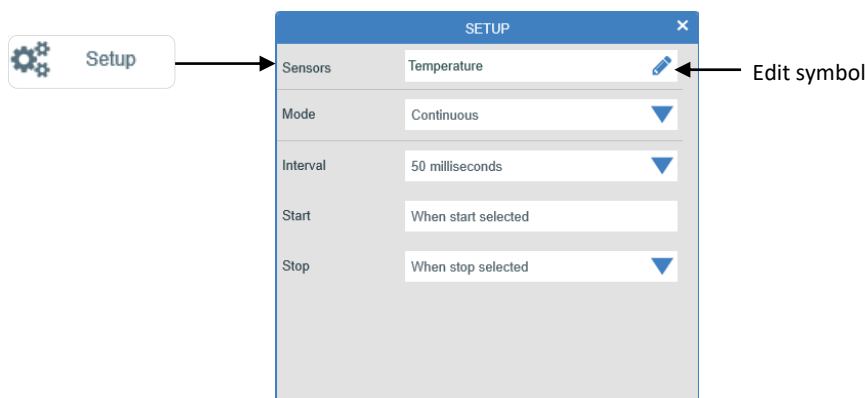 SETUP ×
Setup
Sensors Temperature
Edit symbol
Mode Continuous
Interval 50 milliseconds
Start When start selected
Stop When stop selected